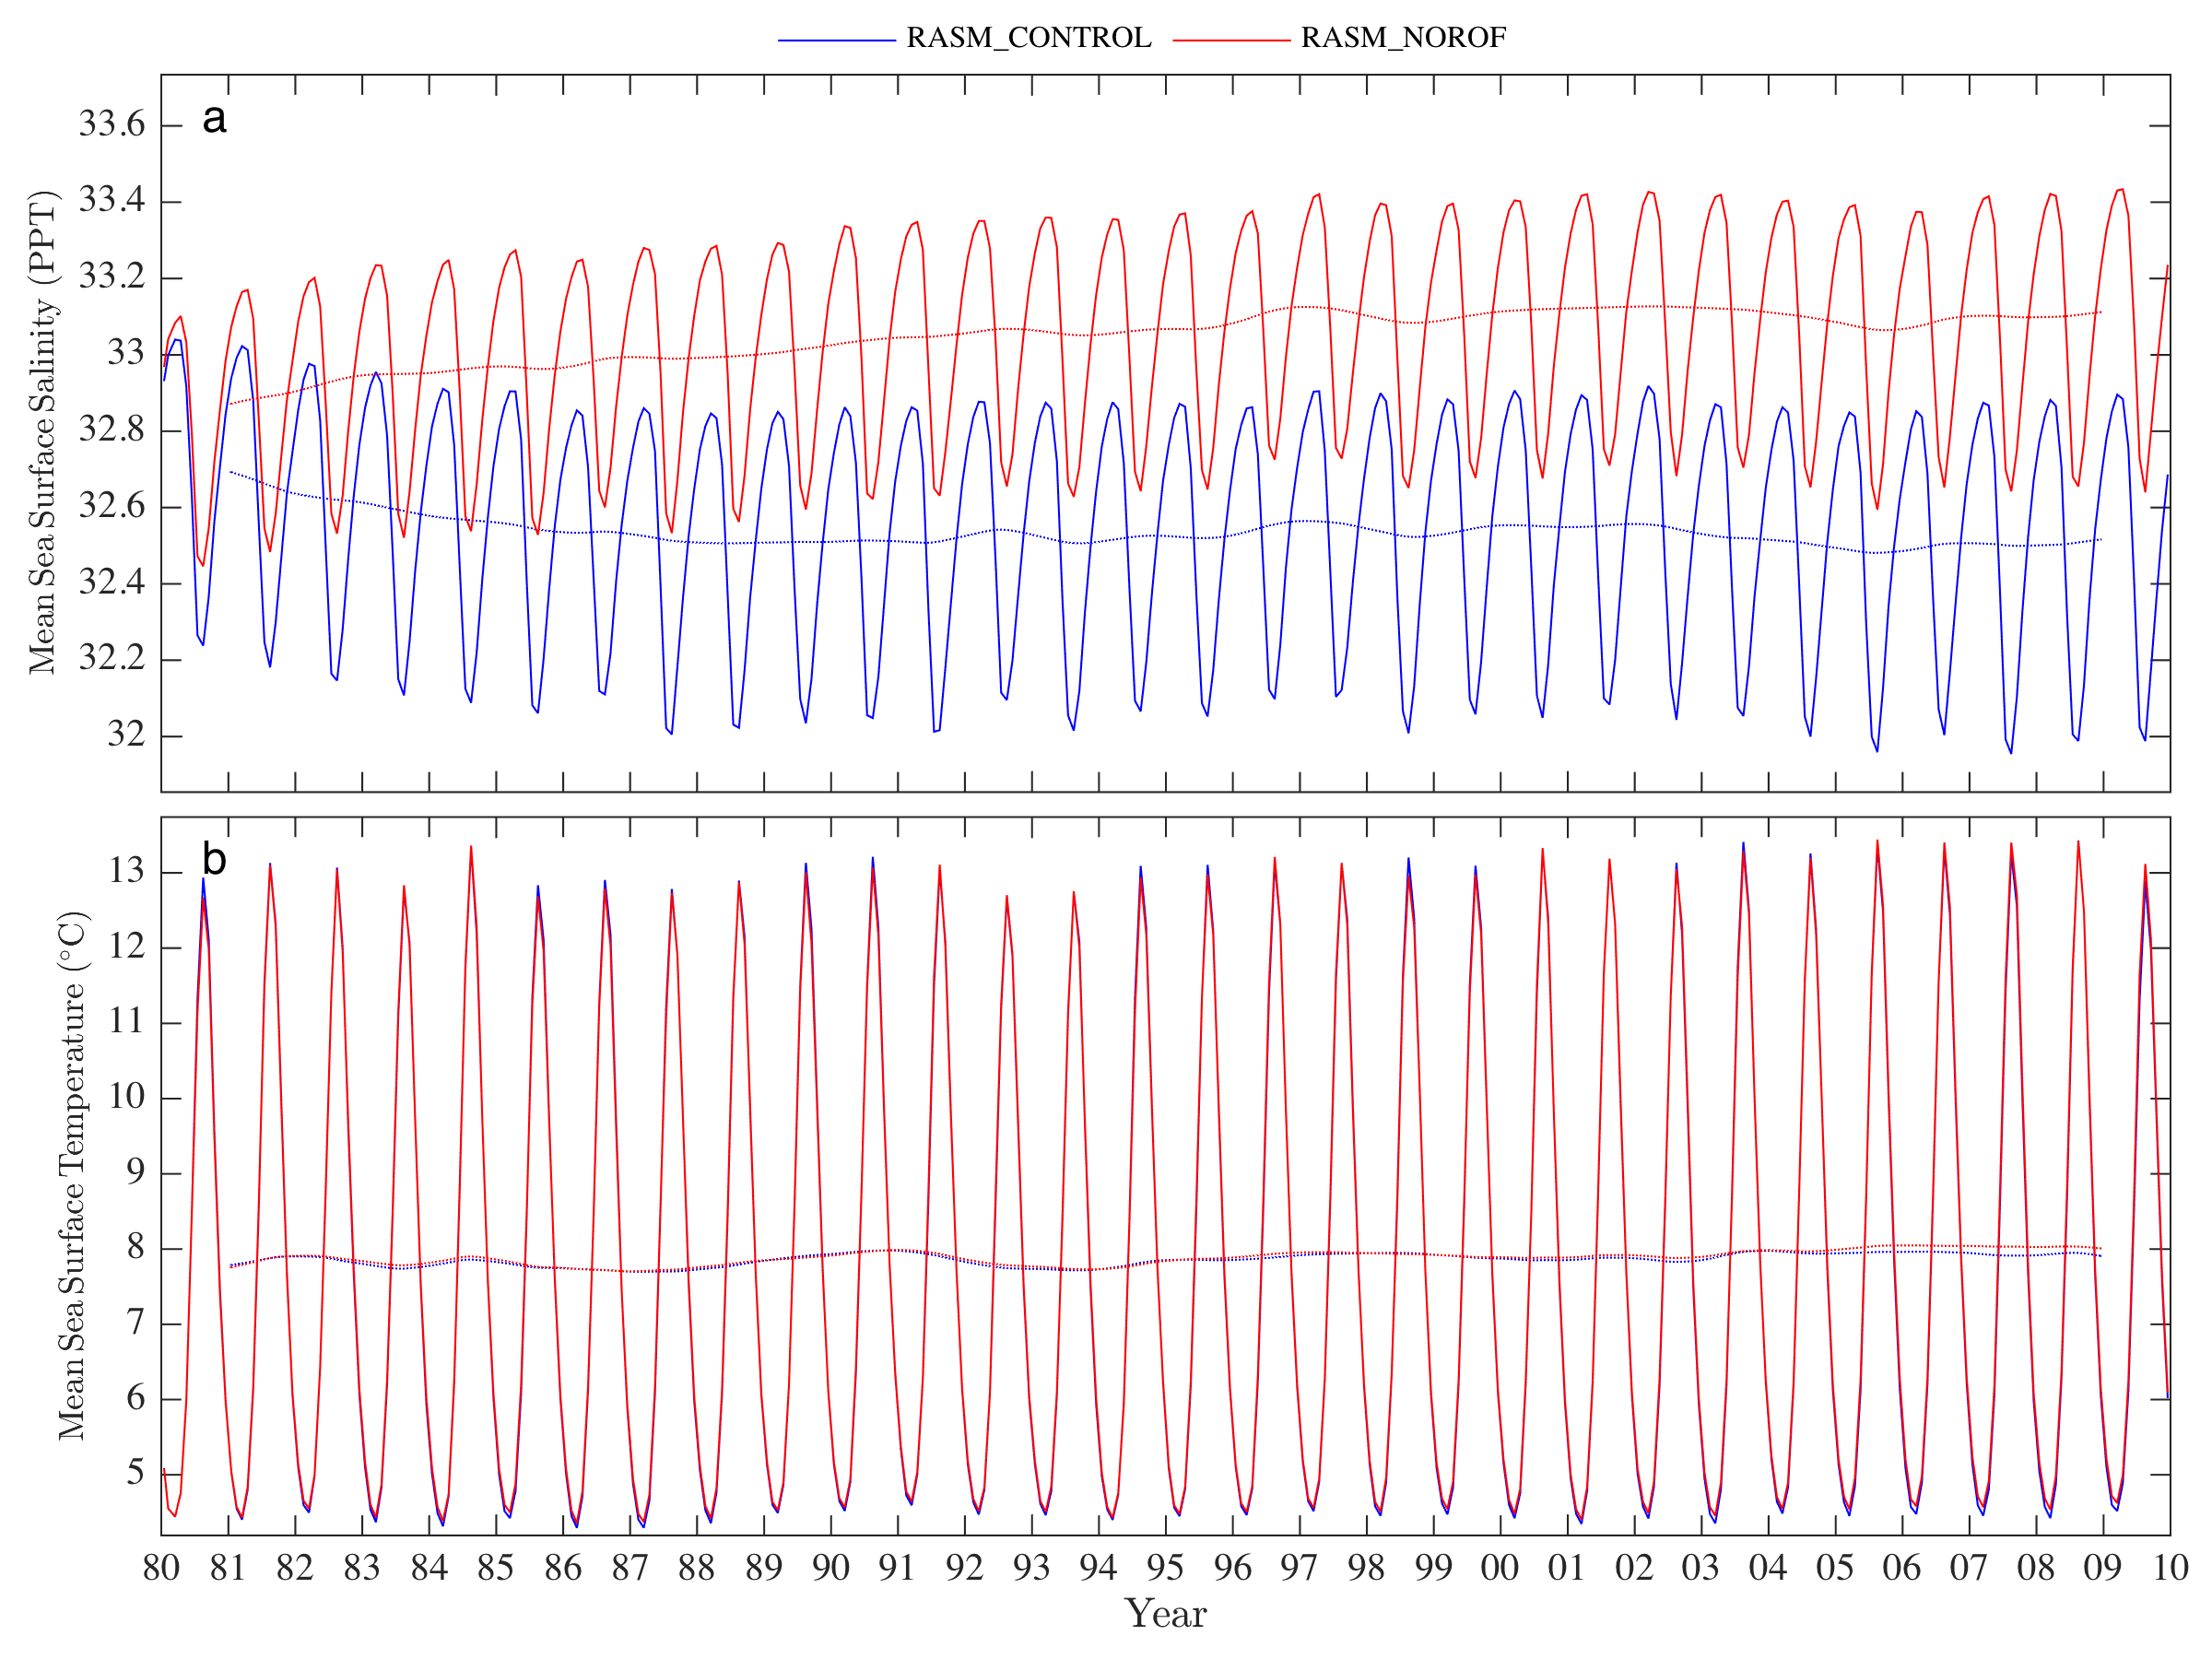 RASM_CONTROL RASM_NOROF
a
33.6
33.4
33.2
33
32.8
32.6
32.4
32.2
32
Mean Sea Surface Salinity (PPT)
b
13
12
11
10
9
8
7
6
5
Mean Sea Surface Temperature (°C)
80 81 82 83 84 85 86 87 88 89 90 91 92 93 94 95 96 97 98 99 00 01 02 03 04 05 06 07 08 09 10
Year